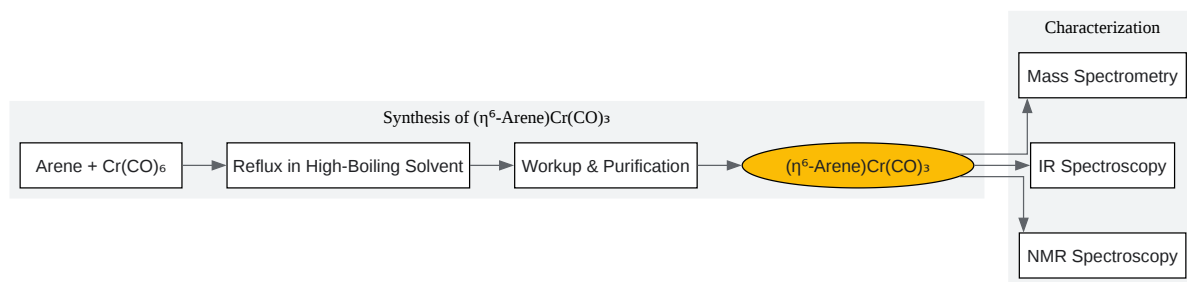 Characterization
Mass Spectrometry
Synthesis of (η⁶-Arene)Cr(CO)₃
Arene + Cr(CO)₆
Reflux in High-Boiling Solvent
Workup & Purification
(η⁶-Arene)Cr(CO)₃
IR Spectroscopy
NMR Spectroscopy